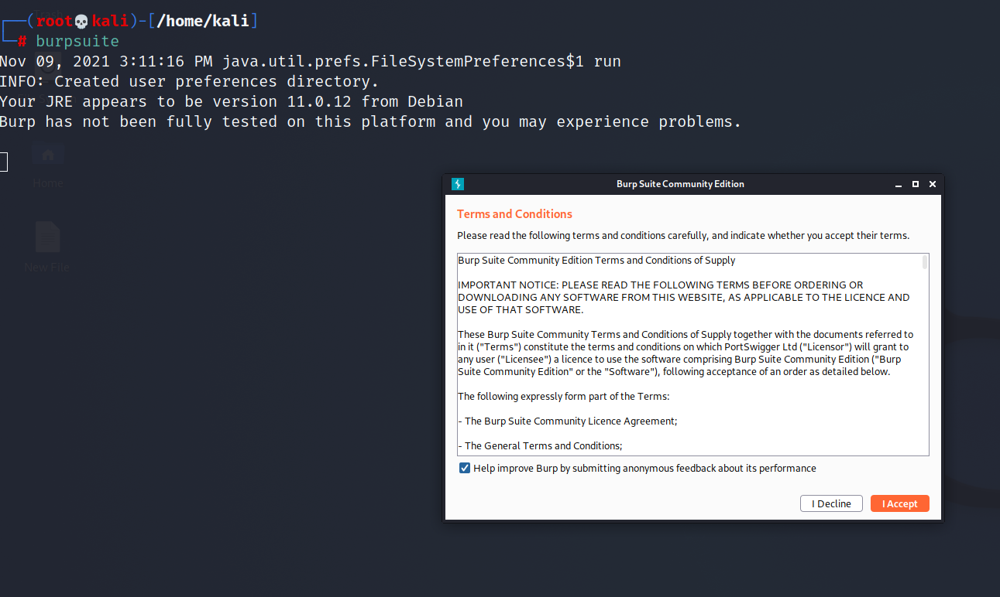 Trash
┌──(root💀kali)-[/home/kali]
└─# burpsuite
Nov 09, 2021 3:11:16 PM java.util.prefs.FileSystemPreferences$1 run
INFO: Created user preferences directory.
Your JRE appears to be version 11.0.12 from Debian
Burp has not been fully tested on this platform and you may experience problems.
Home
New File
Burp Suite Community Edition
Terms and Conditions
Please read the following terms and conditions carefully, and indicate whether you accept their terms.
Burp Suite Community Edition Terms and Conditions of Supply
IMPORTANT NOTICE: PLEASE READ THE FOLLOWING TERMS BEFORE ORDERING OR
DOWNLOADING ANY SOFTWARE FROM THIS WEBSITE, AS APPLICABLE TO THE LICENCE AND
USE OF THAT SOFTWARE.
These Burp Suite Community Terms and Conditions of Supply together with the documents referred to
in it ("Terms") constitute the terms and conditions on which PortSwigger Ltd ("Licensor") will grant to
any user ("Licensee") a licence to use the software comprising Burp Suite Community Edition ("Burp
Suite Community Edition" or the "Software"), following acceptance of an order as detailed below.
The following expressly form part of the Terms:
- The Burp Suite Community Licence Agreement;
- The General Terms and Conditions;
Help improve Burp by submitting anonymous feedback about its performance
I Decline
I Accept